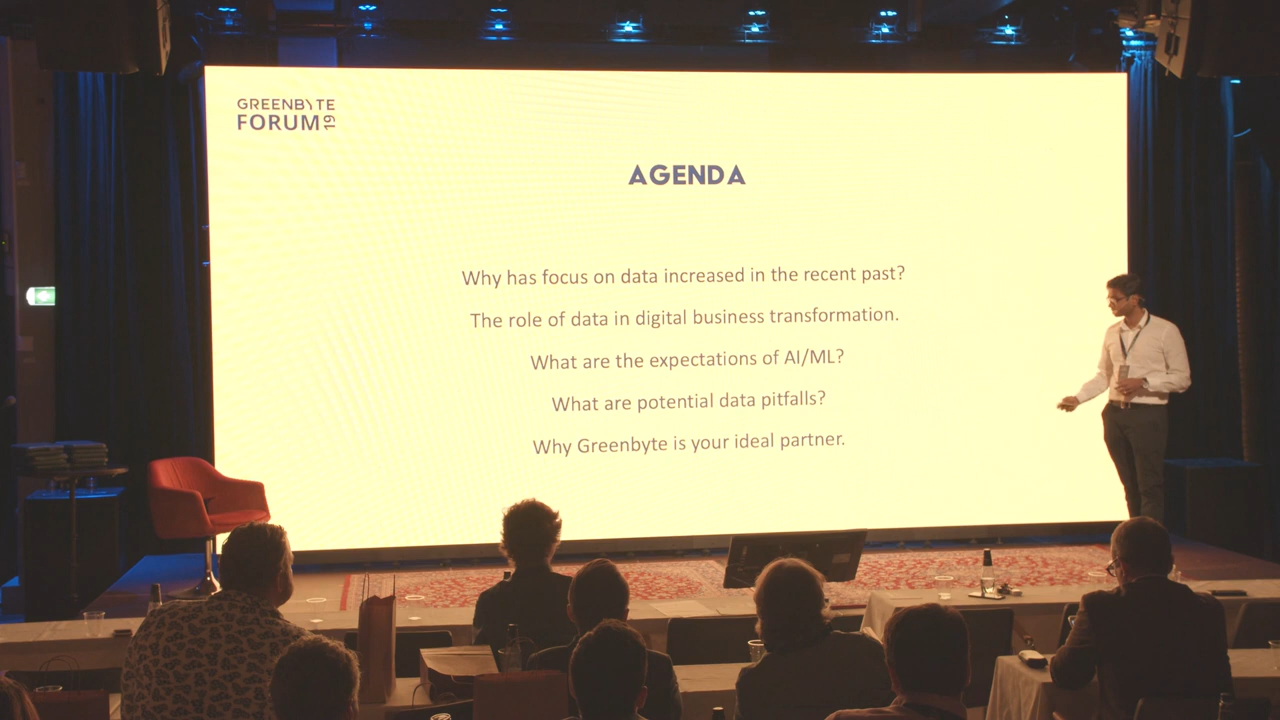 GREENBYTE
FORUM 19
AGENDA
Why has focus on data increased in the recent past?
The role of data in digital business transformation.
What are the expectations of AI/ML?
What are potential data pitfalls?
Why Greenbyte is your ideal partner.